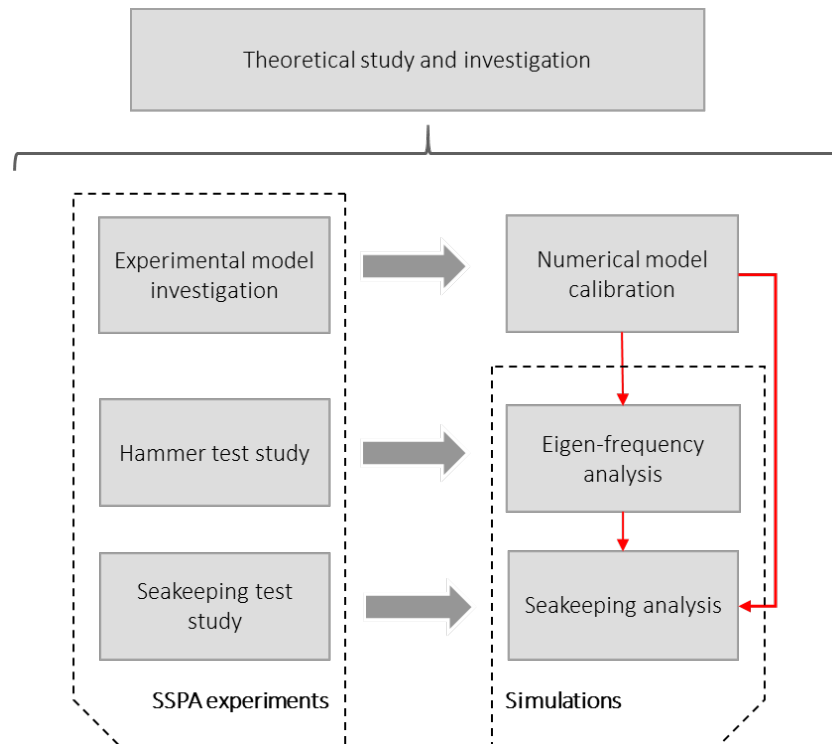 Theoretical study and investigation
Experimental model
investigation
Numerical model
calibration
Hammer test study
Eigen-frequency
analysis
Seakeeping test
study
Seakeeping analysis
SSPA experiments
Simulations